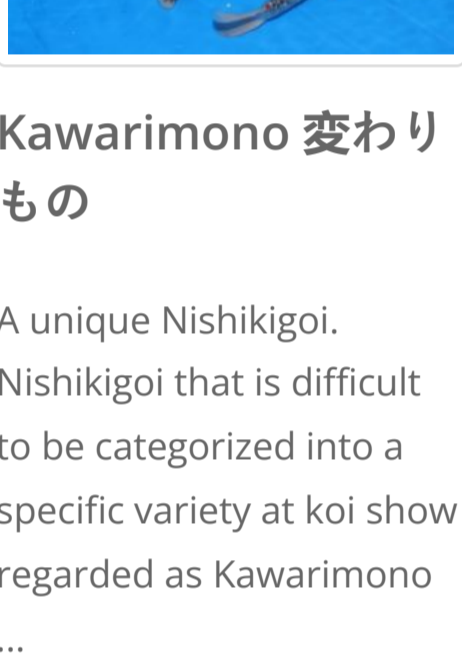 Kawarimono 変わり
もの
A unique Nishikigoi.
Nishikigoi that is difficult
to be categorized into a
specific variety at koi show
regarded as Kawarimono
...